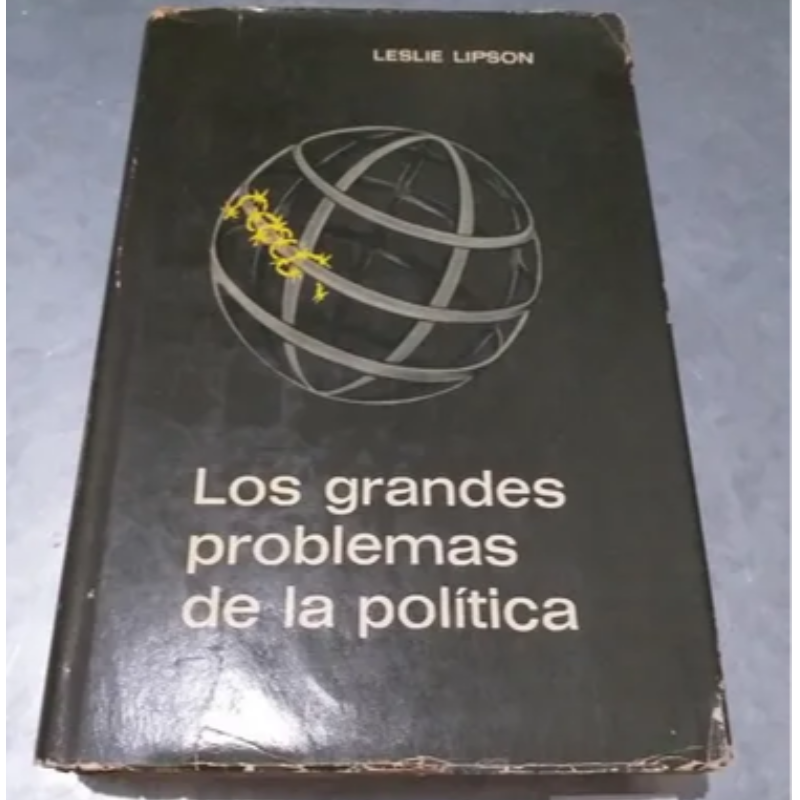 LESLIE LIPSON
Los grandes
problemas
de la política